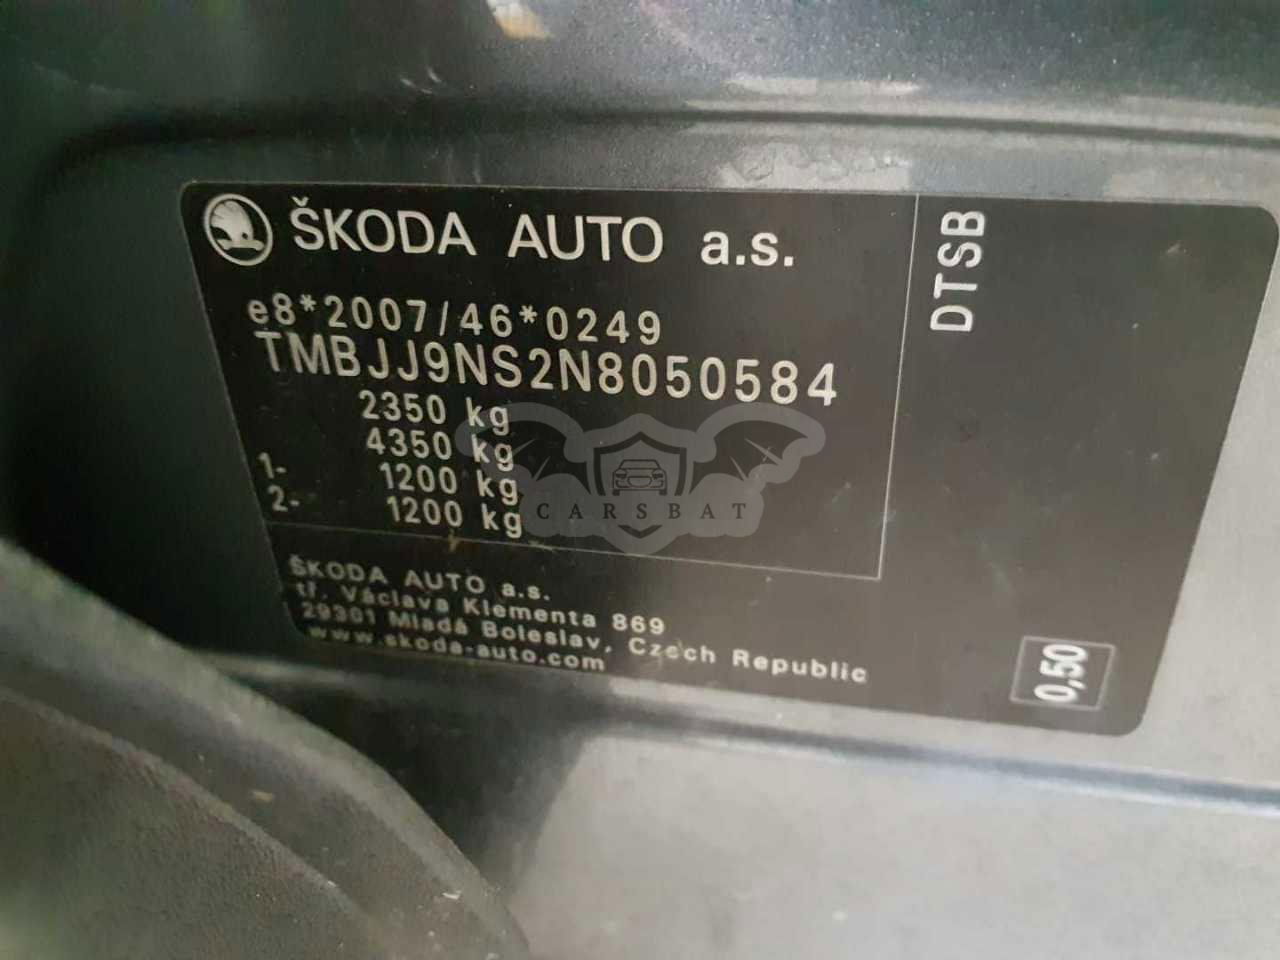 ŠKODA AUTO a.s.
e8*2007/46*0249
TMBJJ9NS2N8050584
2350 kg
4350 kg
1- 1200 kg
2- 1200 kg
ŠKODA AUTO a.s.
tř. Václava Klementa 869
29301 Mladá Boleslav, Czech Republic
www.skoda-auto.com
DTSB
0,50
CARSBAT